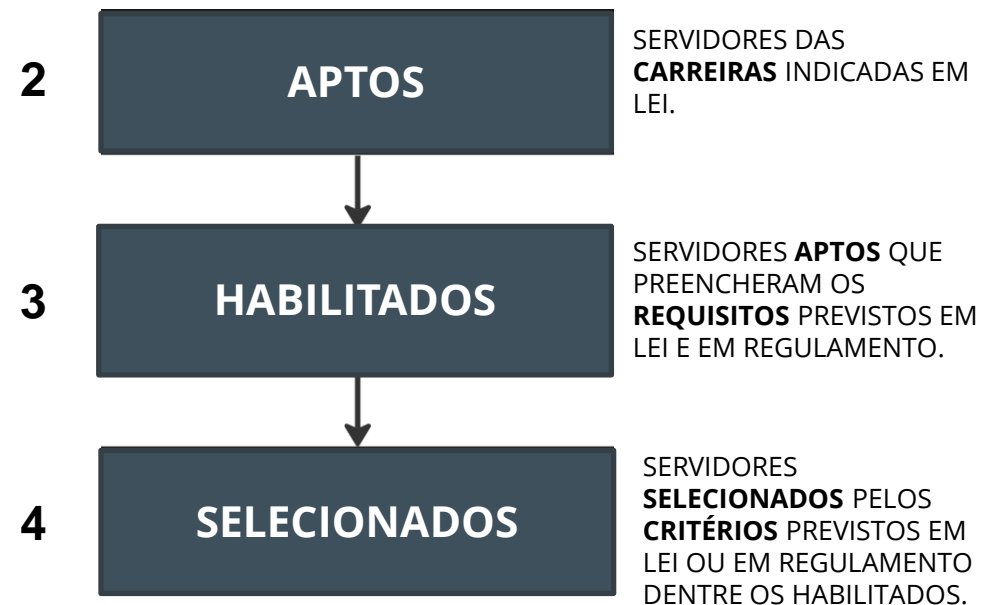 2
APTOS
SERVIDORES DAS
CARREIRAS INDICADAS EM
LEI.
3
HABILITADOS
SERVIDORES APTOS QUE
PREENCHERAM OS
REQUISITOS PREVISTOS EM
LEI E EM REGULAMENTO.
4
SELECIONADOS
SERVIDORES
SELECIONADOS PELOS
CRITÉRIOS PREVISTOS EM
LEI OU EM REGULAMENTO
DENTRE OS HABILITADOS.